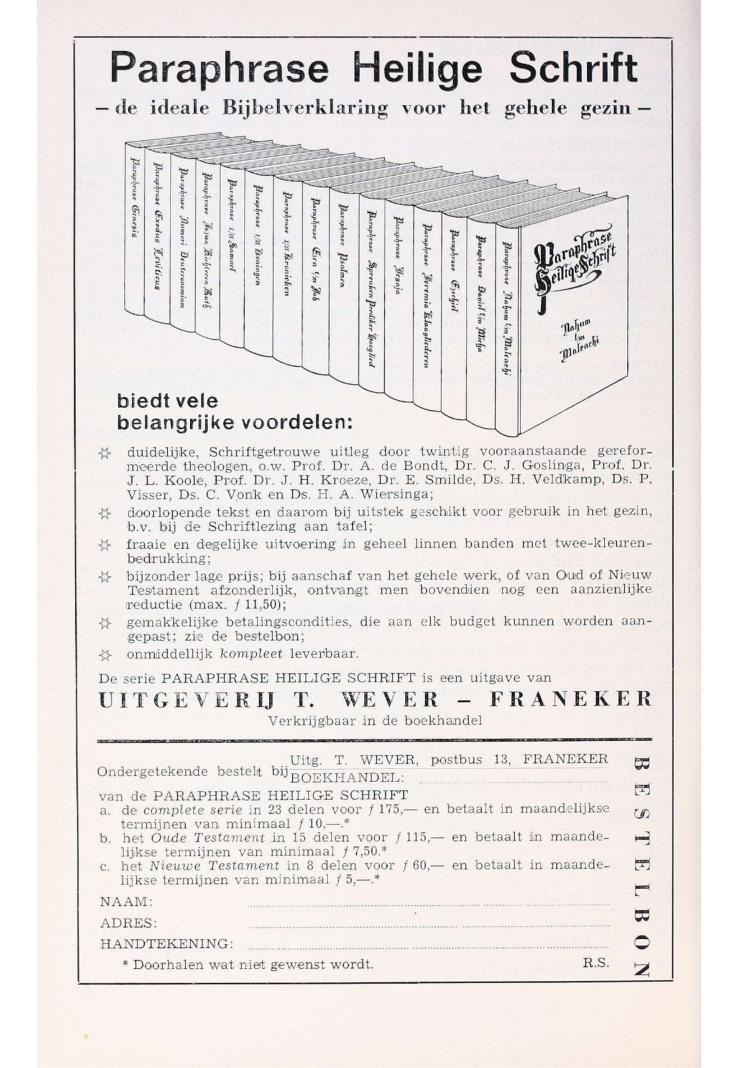 Paraphrase Heilige Schrift
– de ideale Bijbelverklaring voor het gehele gezin –
Paraphrase Genesis
Paraphrase Exodus Leviticus
Paraphrase Numeri Deuteronomium
Paraphrase Jozua Richteren Ruth
Paraphrase I/II Samuel
Paraphrase I/II Koningen
Paraphrase I/II Kronieken
Paraphrase Ezra t/m Job
Paraphrase Psalmen
Paraphrase Spreuken Prediker Hooglied
Paraphrase Jesaja
Paraphrase Jeremia Klaagliederen
Paraphrase Ezechiel
Paraphrase Daniel t/m Micha
Paraphrase Nahum t/m Maleachi
Paraphrase
Heilige Schrift
Nahum
t/m
Maleachi
biedt vele
belangrijke voordelen:
duidelijke, Schriftgetrouwe uitleg door twintig vooraanstaande gerefor-
meerde theologen, o.w. Prof. Dr. A. de Bondt, Dr. C. J. Goslinga, Prof. Dr.
J. L. Koole, Prof. Dr. J. H. Kroeze, Dr. E. Smilde, Ds. H. Veldkamp, Ds. P.
Visser, Ds. C. Vonk en Ds. H. A. Wiersinga;
doorlopende tekst en daarom bij uitstek geschikt voor gebruik in het gezin,
b.v. bij de Schriftlezing aan tafel;
fraaie en degelijke uitvoering in geheel linnen banden met twee-kleuren-
bedrukking;
bijzonder lage prijs; bij aanschaf van het gehele werk, of van Oud of Nieuw
Testament afzonderlijk, ontvangt men bovendien nog een aanzienlijke
reductie (max. ƒ 11,50);
gemakkelijke betalingscondities, die aan elk budget kunnen worden aan-
gepast; zie de bestelbon;
onmiddellijk kompleet leverbaar.
De serie PARAPHRASE HEILIGE SCHRIFT is een uitgave van
UITGEVERIJ T. WEVER – FRANEKER
Verkrijgbaar in de boekhandel
Uitg. T. WEVER, postbus 13, FRANEKER
Ondergetekende bestelt bij
BOEKHANDEL:
van de PARAPHRASE HEILIGE SCHRIFT
a. de complete serie in 23 delen voor ƒ 175,— en betaalt in maandelijkse
termijnen van minimaal ƒ 10,—.*
b. het Oude Testament in 15 delen voor ƒ 115,— en betaalt in maande-
lijkse termijnen van minimaal ƒ 7,50.*
c. het Nieuwe Testament in 8 delen voor ƒ 60,— en betaalt in maande-
lijkse termijnen van minimaal ƒ 5,—.*
NAAM:
ADRES:
HANDTEKENING:
* Doorhalen wat niet gewenst wordt. R.S.
BESTELBON